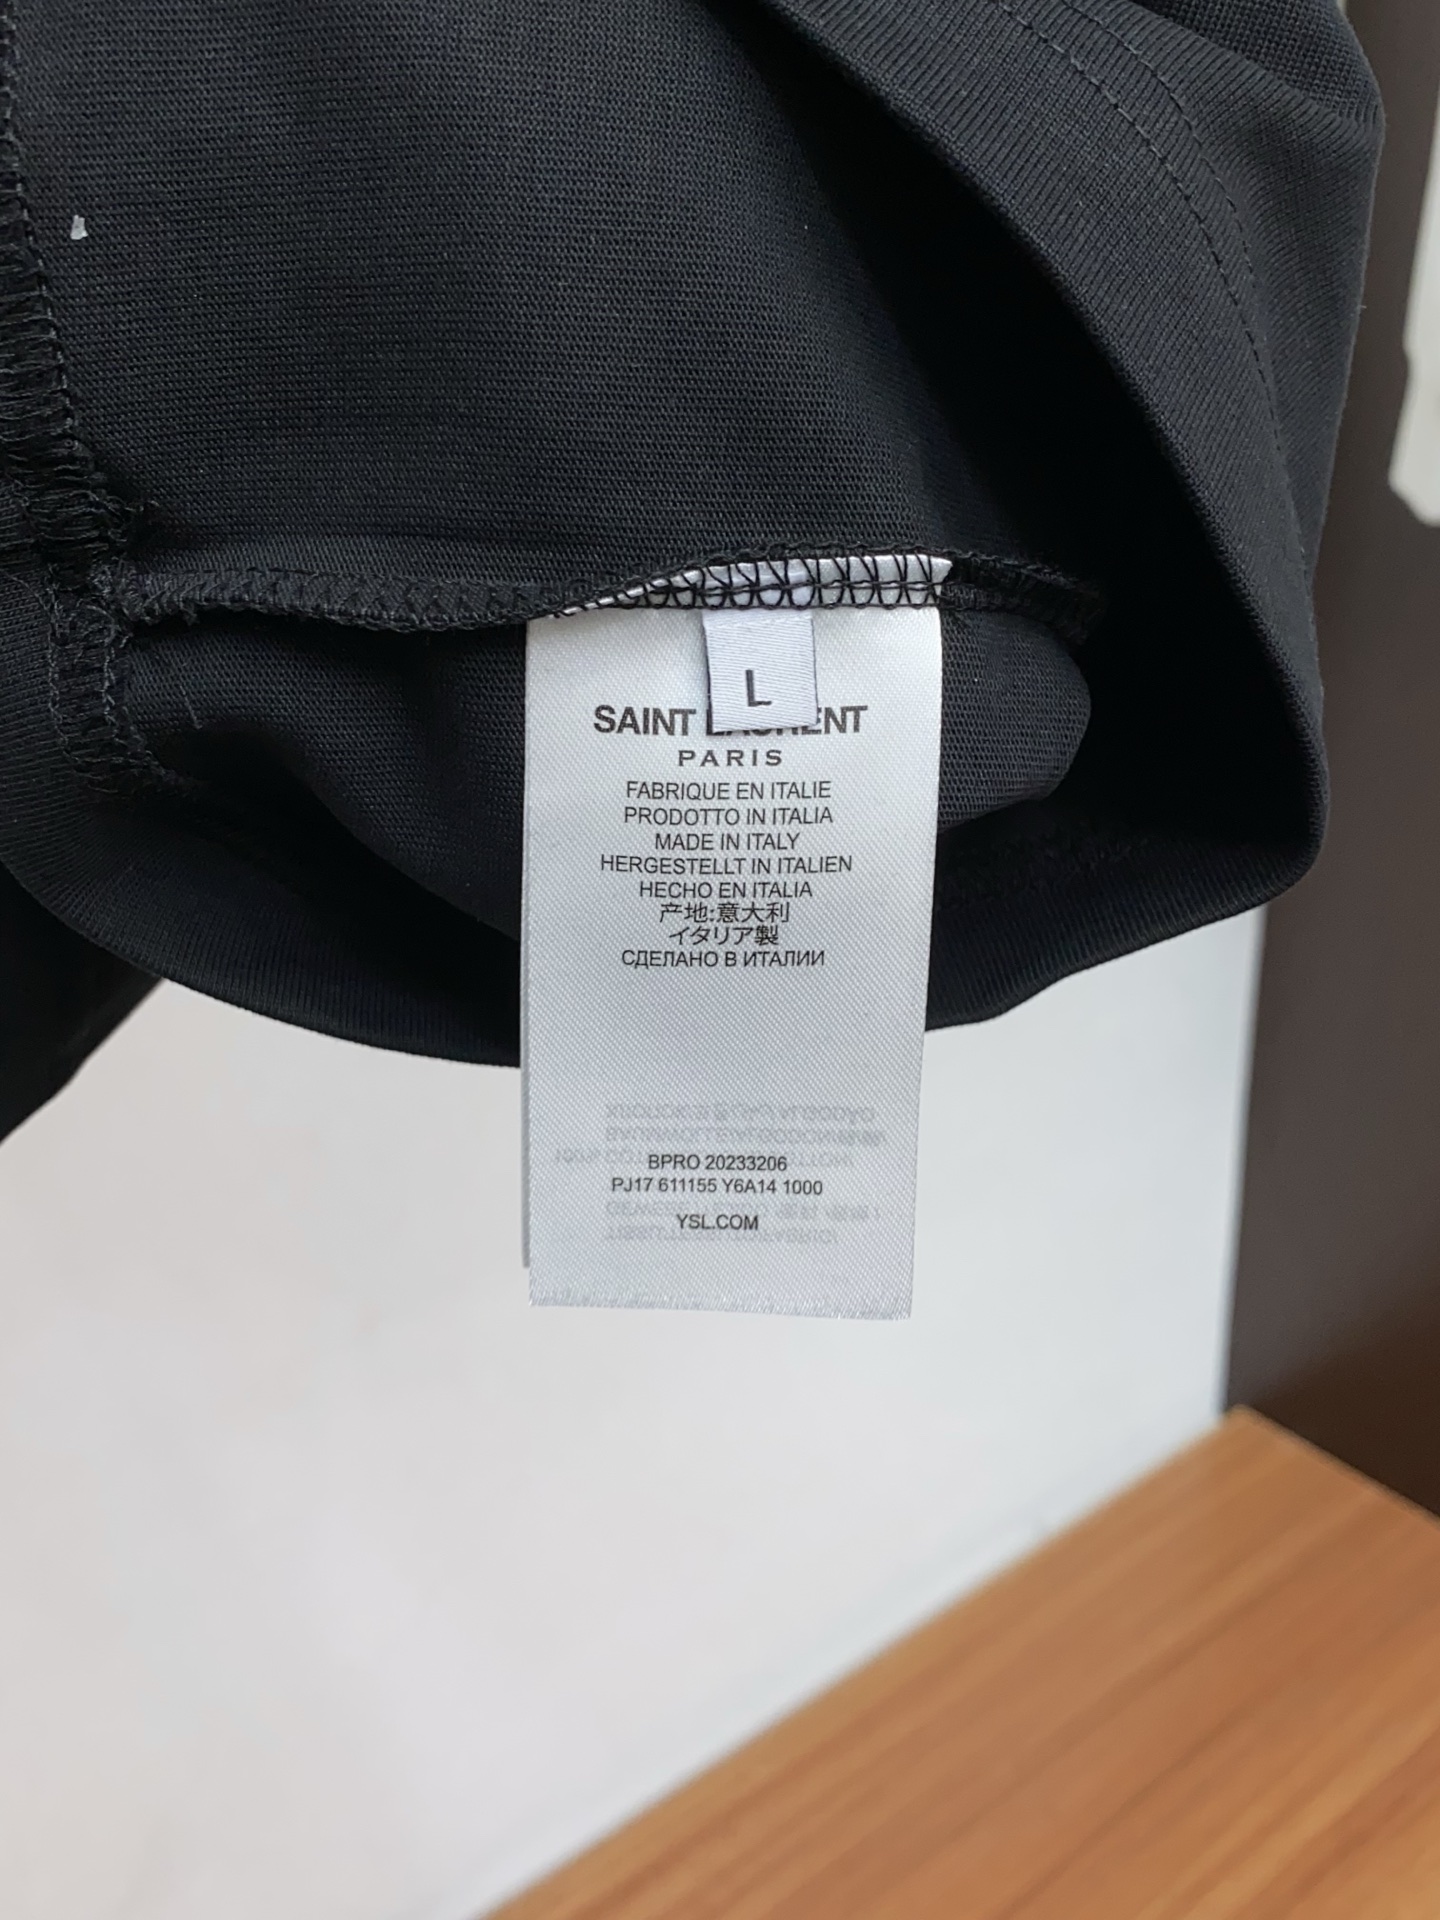 L
SAINT LAURENT
PARIS
FABRIQUE EN ITALIE
PRODOTTO IN ITALIA
MADE IN ITALY
HERGESTELLT IN ITALIEN
HECHO EN ITALIA
产地:意大利
イタリア製
СДЕЛАНО В ИТАЛИИ
BPRO 20233206
PJ17 611155 Y6A14 1000
YSL.COM